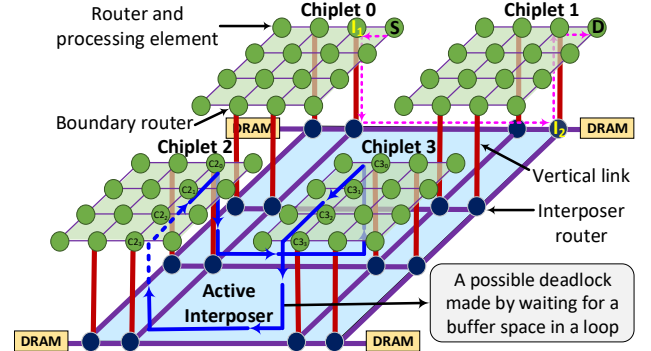 Chiplet 0
Chiplet 1
Router and
processing element
I1
S
D
Boundary router
DRAM
I2
DRAM
Chiplet 2
Chiplet 3
Vertical link
C20
C21
C22
C23
C30
C31
C32
C33
Interposer
router
Active
Interposer
A possible deadlock
made by waiting for a
buffer space in a loop
DRAM
DRAM